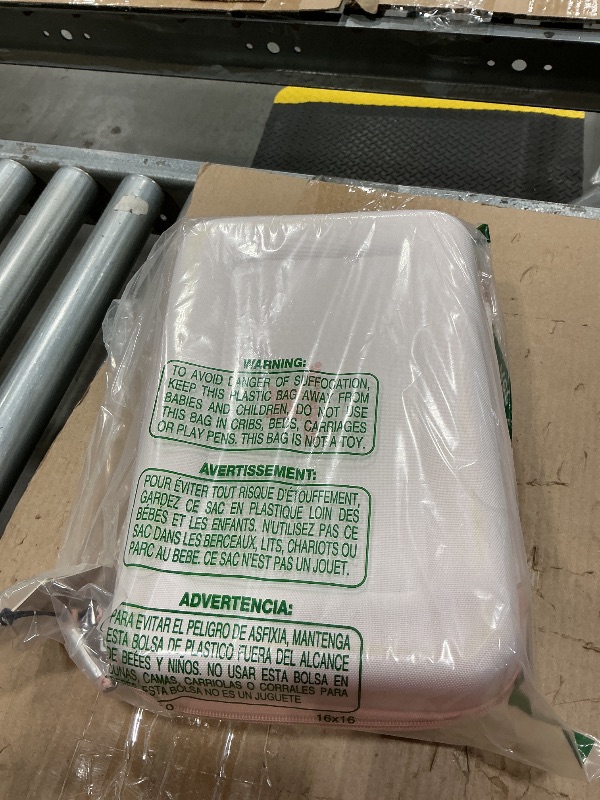 WARNING:
TO AVOID DANGER OF SUFFOCATION,
KEEP THIS PLASTIC BAG AWAY FROM
BABIES AND CHILDREN. DO NOT USE
THIS BAG IN CRIBS, BEDS, CARRIAGES
OR PLAY PENS. THIS BAG IS NOT A TOY.
AVERTISSEMENT:
POUR ÉVITER TOUT RISQUE D'ÉTOUFFEMENT,
GARDEZ CE SAC EN PLASTIQUE LOIN DES
BÉBÉS ET LES ENFANTS. N'UTILISEZ PAS CE
SAC DANS LES BERCEAUX, LITS, CHARIOTS OU
PARC AU BEBE. CE SAC N'EST PAS UN JOUET.
ADVERTENCIA:
PARA EVITAR EL PELIGRO DE ASFIXIA, MANTENGA
ESTA BOLSA DE PLASTICO FUERA DEL ALCANCE
DE BEBES Y NIÑOS. NO USAR ESTA BOLSA EN
CUNAS, CAMAS, CARRIOLAS O CORRALES PARA
ESTA BOLSA NO ES UN JUGUETE
16x16